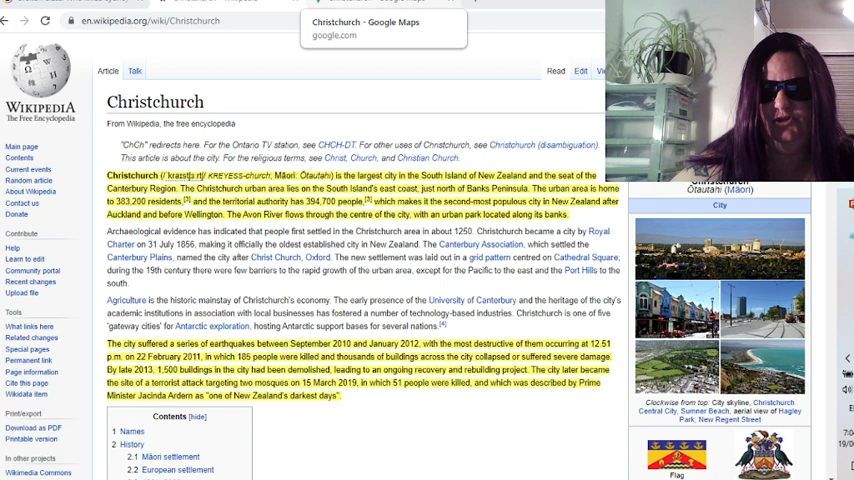 Christchurch - Google Maps
google.com
en.wikipedia.org/wiki/Christchurch
Article Talk
Read Edit
WIKIPEDIA
The Free Encyclopedia
Main page
Contents
Current events
Random article
About Wikipedia
Contact us
Donate
Contribute
Help
Learn to edit
Community portal
Recent changes
Upload file
Tools
What links here
Related changes
Special pages
Permanent link
Page information
Cite this page
Wikidata item
Print/export
Download as PDF
Printable version
In other projects
Wikimedia Commons
Christchurch
From Wikipedia, the free encyclopedia
"ChCh" redirects here. For the Ontario TV station, see CHCH-DT. For other uses of Christchurch, see Christchurch (disambiguation).
This article is about the city. For the religious terms, see Christ, Church, and Christian Church.
Christchurch (/ˈkraɪstʃɜːrtʃ/ KREYESS-church; Māori: Ōtautahi) is the largest city in the South Island of New Zealand and the seat of the
Canterbury Region. The Christchurch urban area lies on the South Island's east coast, just north of Banks Peninsula. The urban area is home
to 383,200 residents,[3] and the territorial authority has 394,700 people,[3] which makes it the second-most populous city in New Zealand after
Auckland and before Wellington. The Avon River flows through the centre of the city, with an urban park located along its banks.
Archaeological evidence has indicated that people first settled in the Christchurch area in about 1250. Christchurch became a city by Royal
Charter on 31 July 1856, making it officially the oldest established city in New Zealand. The Canterbury Association, which settled the
Canterbury Plains, named the city after Christ Church, Oxford. The new settlement was laid out in a grid pattern centred on Cathedral Square;
during the 19th century there were few barriers to the rapid growth of the urban area, except for the Pacific to the east and the Port Hills to the
south.
Agriculture is the historic mainstay of Christchurch's economy. The early presence of the University of Canterbury and the heritage of the city's
academic institutions in association with local businesses has fostered a number of technology-based industries. Christchurch is one of five
'gateway cities' for Antarctic exploration, hosting Antarctic support bases for several nations.[4]
The city suffered a series of earthquakes between September 2010 and January 2012, with the most destructive of them occurring at 12.51
p.m. on 22 February 2011, in which 185 people were killed and thousands of buildings across the city collapsed or suffered severe damage.
By late 2013, 1,500 buildings in the city had been demolished, leading to an ongoing recovery and rebuilding project. The city later became
the site of a terrorist attack targeting two mosques on 15 March 2019, in which 51 people were killed, and which was described by Prime
Minister Jacinda Ardern as "one of New Zealand's darkest days".
Contents [hide]
1 Names
2 History
2.1 Māori settlement
2.2 European settlement
Christchurch
Ōtautahi (Māori)
City
Clockwise from top: City skyline, Christchurch
Central City, Sumner Beach, aerial view of Hagley
Park, New Regent Street
Flag